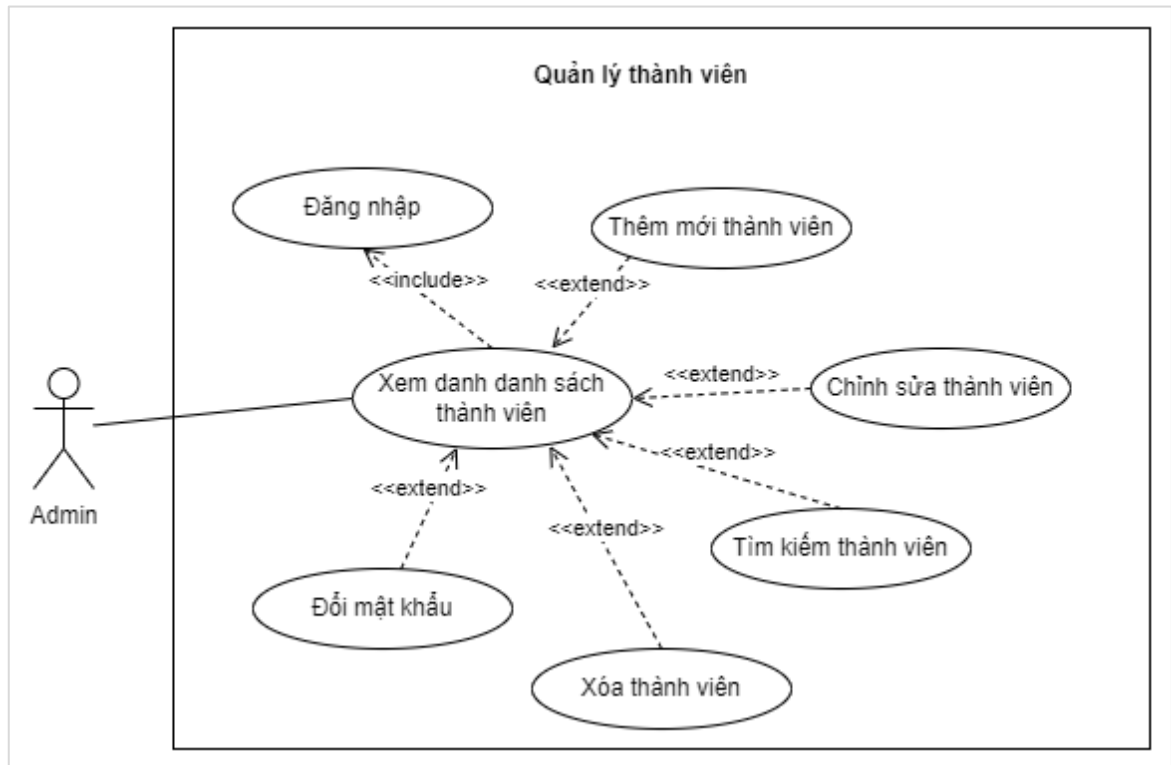 Quản lý thành viên
Đăng nhập
Thêm mới thành viên
<<include>>
<<extend>>
Xem danh danh sách
thành viên
<<extend>>
Chỉnh sửa thành viên
<<extend>>
<<extend>>
<<extend>>
Admin
Tìm kiếm thành viên
Đổi mật khẩu
Xóa thành viên